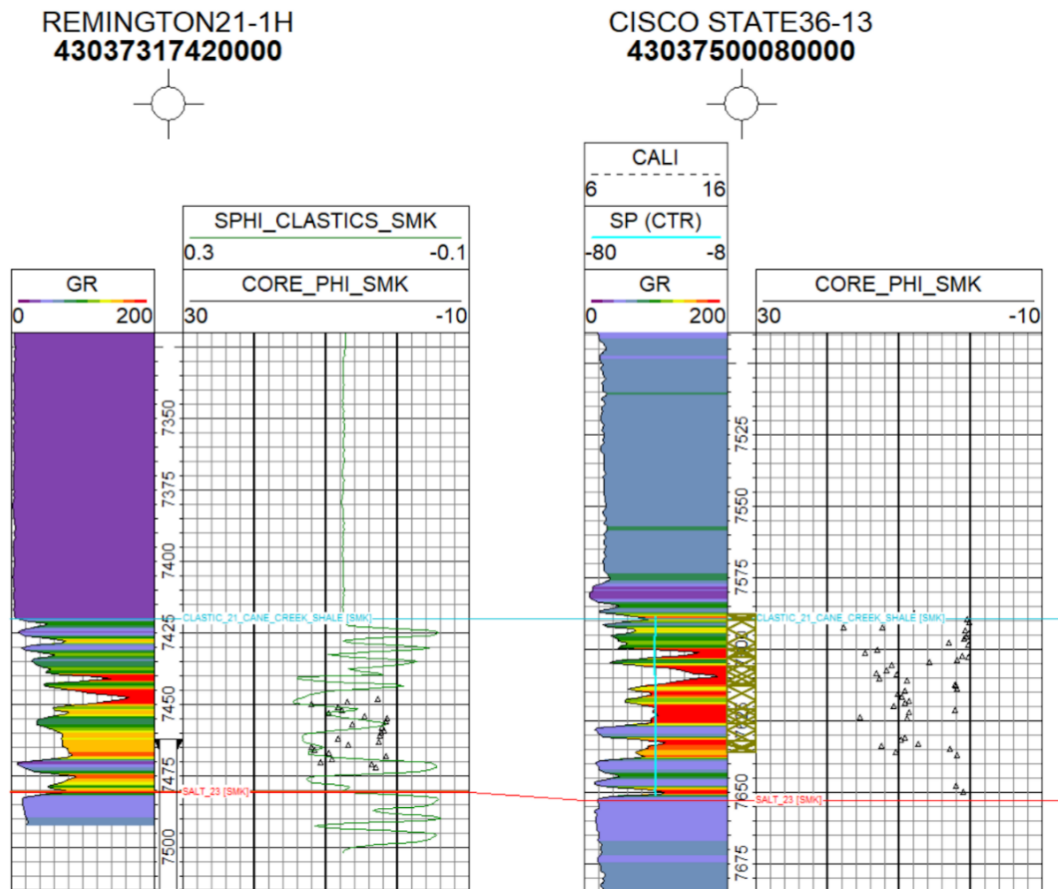 REMINGTON21-1H
43037317420000
CISCO STATE36-13
43037500080000
CALI
6 16
SPHI_CLASTICS_SMK
0.3 -0.1
SP (CTR)
-80 -8
GR
0 200
CORE_PHI_SMK
30 -10
GR
0 200
CORE_PHI_SMK
30 -10
7350
7375
7400
7425
7450
7475
7500
CLASTIC_21_CANE_CREEK_SHALE [SMK]
SALT_23 [SMK]
7525
7550
7575
7650
7675
CLASTIC_21_CANE_CREEK_SHALE [SMK]
SALT_23 [SMK]